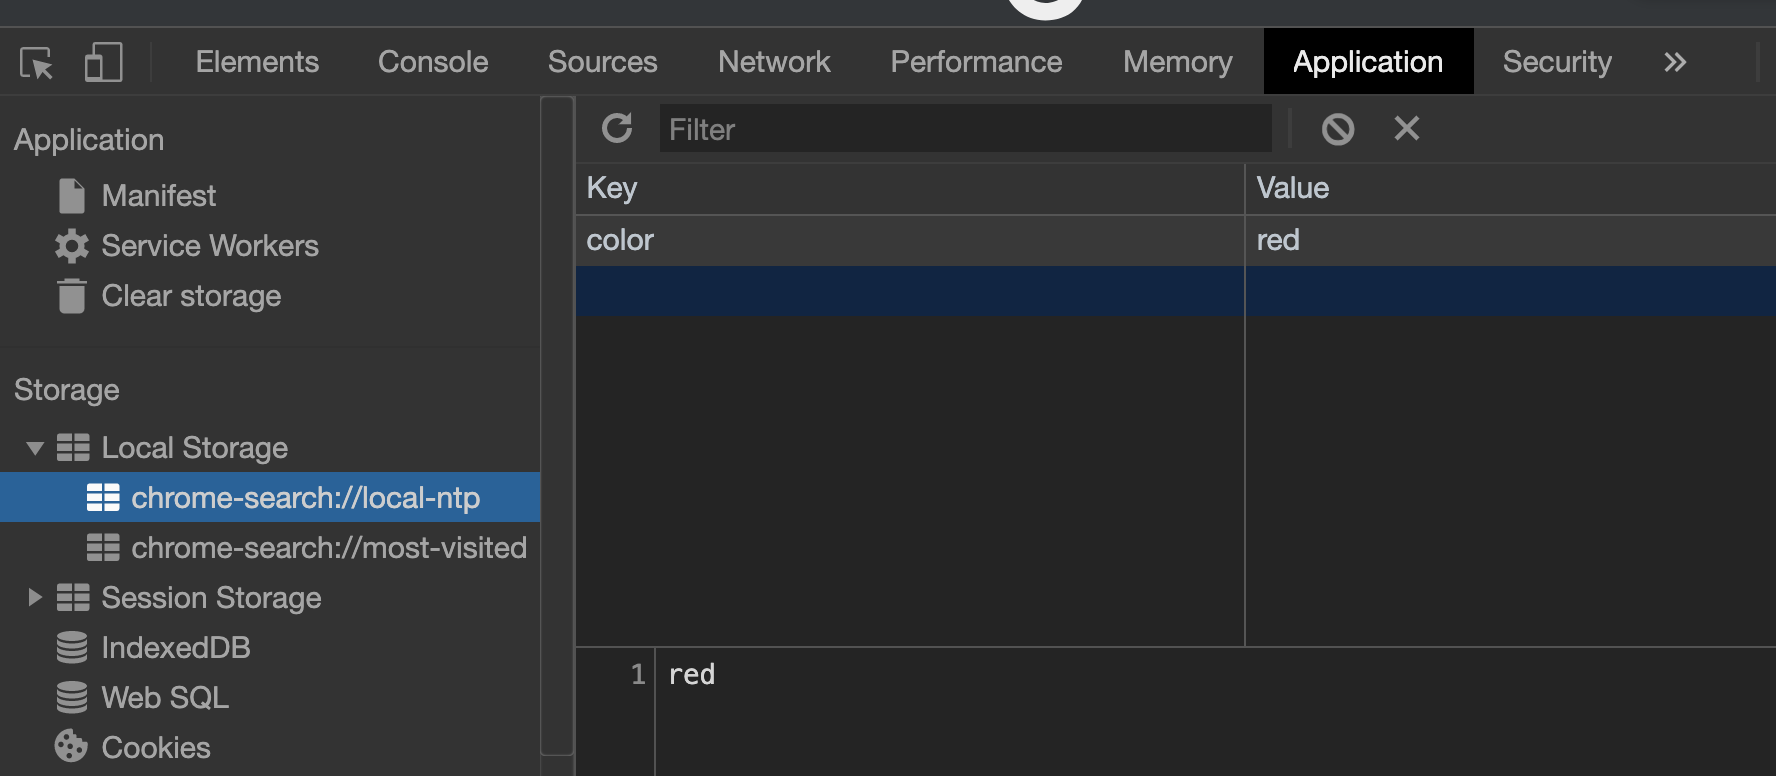 Elements Console Sources Network Performance Memory Application Security »
Application
Manifest
Service Workers
Clear storage
Storage
Local Storage
chrome-search://local-ntp
chrome-search://most-visited
Session Storage
IndexedDB
Web SQL
Cookies
Filter
Key Value
color red
1 red